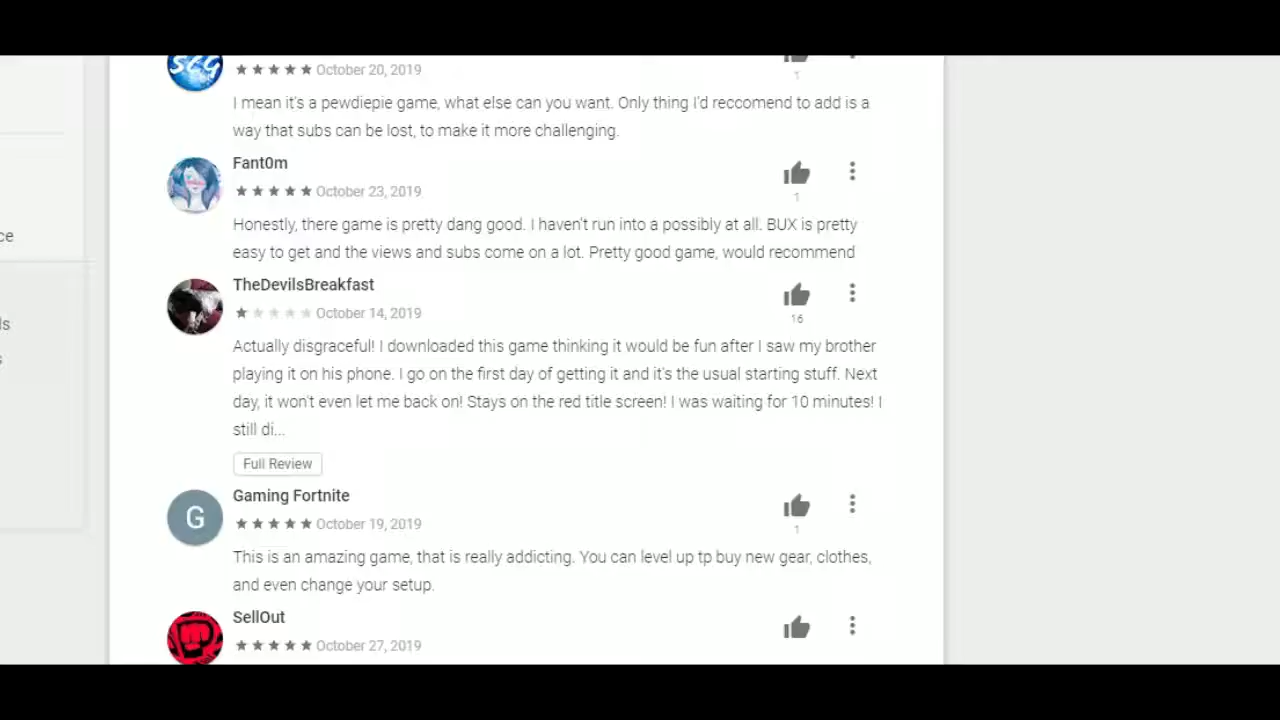 SCG
October 20, 2019
1
I mean it's a pewdiepie game, what else can you want. Only thing I'd reccomend to add is a
way that subs can be lost, to make it more challenging.
Fant0m
October 23, 2019
1
Honestly, there game is pretty dang good. I haven't run into a possibly at all. BUX is pretty
easy to get and the views and subs come on a lot. Pretty good game, would recommend
TheDevilsBreakfast
October 14, 2019
16
Actually disgraceful! I downloaded this game thinking it would be fun after I saw my brother
playing it on his phone. I go on the first day of getting it and it's the usual starting stuff. Next
day, it won't even let me back on! Stays on the red title screen! I was waiting for 10 minutes! I
still di...
Full Review
G
Gaming Fortnite
October 19, 2019
1
This is an amazing game, that is really addicting. You can level up tp buy new gear, clothes,
and even change your setup.
SellOut
October 27, 2019
ce
ls
s